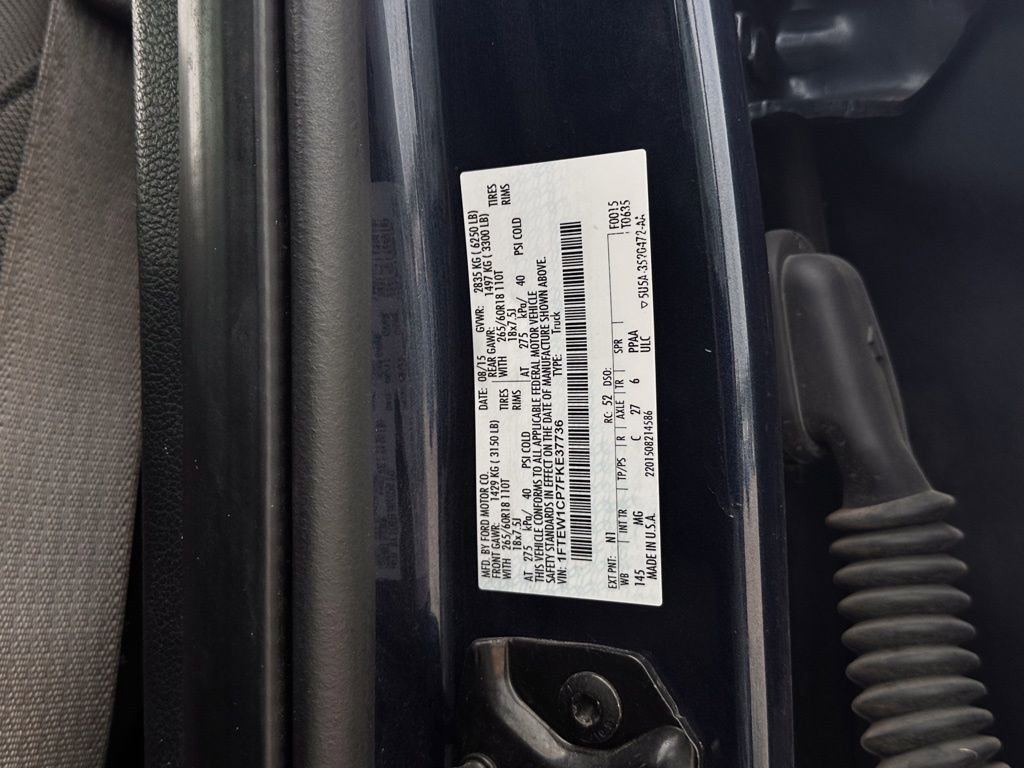 MFD. BY FORD MOTOR CO. DATE: 08/15 GVWR: 2835 KG ( 6250 LB)
FRONT GAWR: 1429 KG ( 3150 LB) REAR GAWR: 1497 KG ( 3300 LB)
WITH 265/60R18 110T TIRES WITH 265/60R18 110T TIRES
18x7.5J RIMS 18x7.5J RIMS
AT 275 kPa/ 40 PSI COLD AT 275 kPa/ 40 PSI COLD
THIS VEHICLE CONFORMS TO ALL APPLICABLE FEDERAL MOTOR VEHICLE
SAFETY STANDARDS IN EFFECT ON THE DATE OF MANUFACTURE SHOWN ABOVE.
VIN: 1FTEW1CP7FKE37736 TYPE: Truck
EXT PNT: N1 RC: 52 DSO: F0015
WB INT TR TP/PS R AXLE TR SPR T0635
145 MG C 27 6 PPAA
MADE IN U.S.A. 2201508214586 ULC